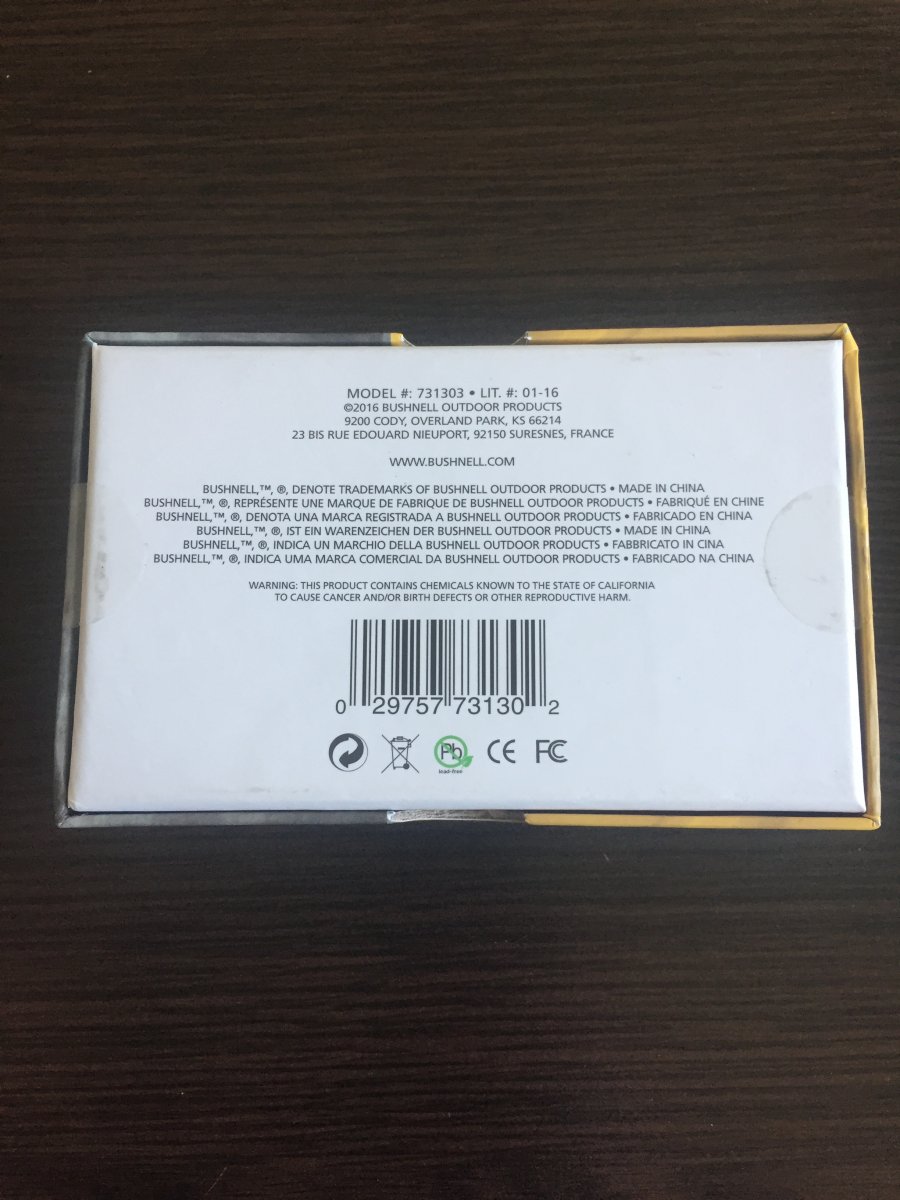 MODEL #: 731303 • LIT. #: 01-16
©2016 BUSHNELL OUTDOOR PRODUCTS
9200 CODY, OVERLAND PARK, KS 66214
23 BIS RUE EDOUARD NIEUPORT, 92150 SURESNES, FRANCE
WWW.BUSHNELL.COM
BUSHNELL,™, ®, DENOTE TRADEMARKS OF BUSHNELL OUTDOOR PRODUCTS • MADE IN CHINA
BUSHNELL,™, ®, REPRÉSENTE UNE MARQUE DE FABRIQUE DE BUSHNELL OUTDOOR PRODUCTS • FABRIQUÉ EN CHINE
BUSHNELL,™, ®, DENOTA UNA MARCA REGISTRADA A BUSHNELL OUTDOOR PRODUCTS • FABRICADO EN CHINA
BUSHNELL,™, ®, IST EIN WARENZEICHEN DER BUSHNELL OUTDOOR PRODUCTS • MADE IN CHINA
BUSHNELL,™, ®, INDICA UN MARCHIO DELLA BUSHNELL OUTDOOR PRODUCTS • FABBRICATO IN CINA
BUSHNELL,™, ®, INDICA UMA MARCA COMERCIAL DA BUSHNELL OUTDOOR PRODUCTS • FABRICADO NA CHINA
WARNING: THIS PRODUCT CONTAINS CHEMICALS KNOWN TO THE STATE OF CALIFORNIA
TO CAUSE CANCER AND/OR BIRTH DEFECTS OR OTHER REPRODUCTIVE HARM.
0 29757 73130 2
Pb CE FC
lead-free